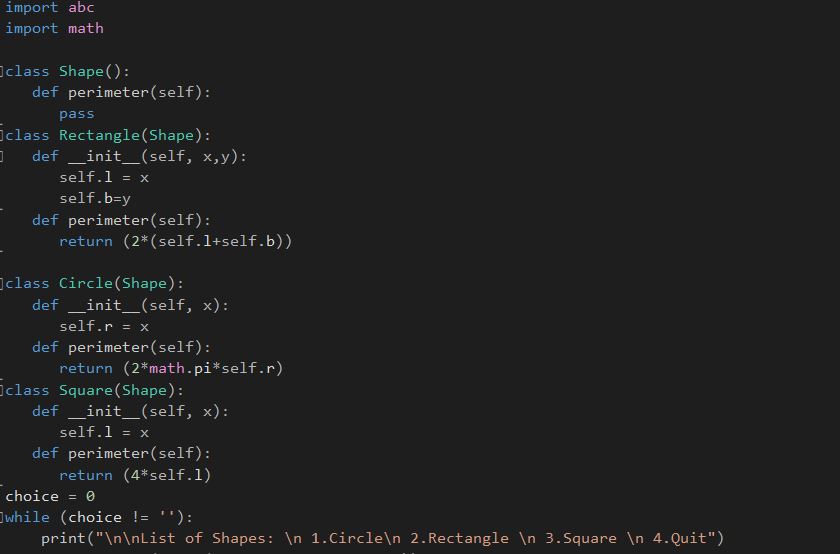 import abc
import math
class Shape():
def perimeter(self):
pass
class Rectangle(Shape):
def __init__(self, x,y):
self.l = x
self.b=y
def perimeter(self):
return (2*(self.l+self.b))
class Circle(Shape):
def __init__(self, x):
self.r = x
def perimeter(self):
return (2*math.pi*self.r)
class Square(Shape):
def __init__(self, x):
self.l = x
def perimeter(self):
return (4*self.l)
choice = 0
while (choice != ''):
print("\n\nList of Shapes: \n 1.Circle\n 2.Rectangle \n 3.Square \n 4.Quit")